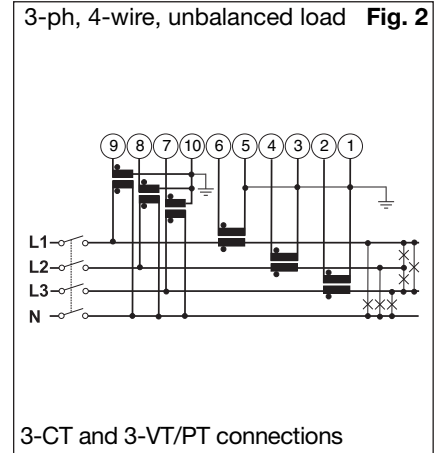 3-ph, 4-wire, unbalanced load Fig. 2
9 8 7 10 6 5 4 3 2 1
L1
L2
L3
N
3-CT and 3-VT/PT connections